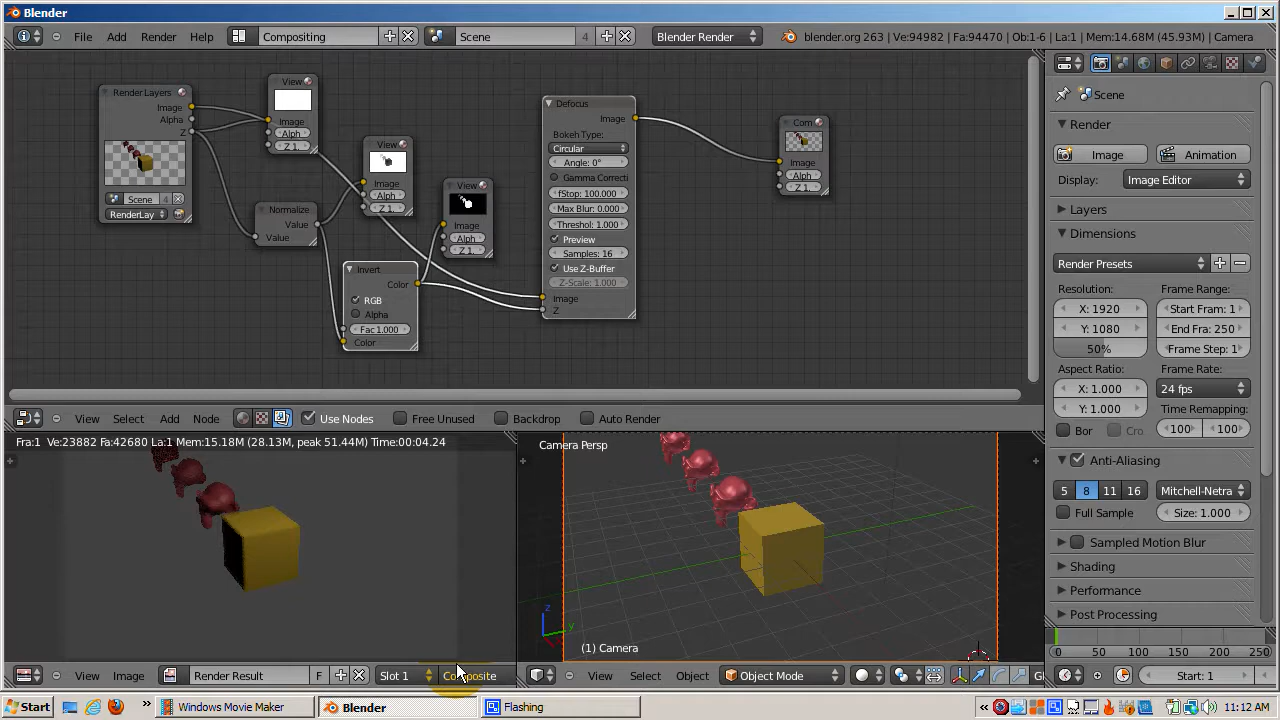 Blender
File Add Render Help Compositing Scene 4 Blender Render blender.org 263 | Ve:94982 | Fa:94470 | Ob:1-6 | La:1 | Mem:14.68M (45.93M) | Camera
Render Layers
Image
Alpha
Z
Scene 4
RenderLay
View
Image
Alph
Z 1.
View
Image
Alph
Z 1.
View
Image
Alph
Z 1.
Normalize
Value
Value
Invert
Color
RGB
Alpha
Fac 1.000
Color
Defocus
Image
Bokeh Type:
Circular
Angle: 0°
Gamma Correcti
fStop: 100.000
Max Blur: 0.000
Threshol: 1.000
Preview
Samples: 16
Use Z-Buffer
Z-Scale: 1.000
Image
Z
Com
Image
Alph
Z 1.
View Select Add Node Use Nodes Free Unused Backdrop Auto Render
Fra:1 Ve:23882 Fa:42680 La:1 Mem:15.18M (28.13M, peak 51.44M) Time:00:04.24
View Image Render Result F Slot 1 Composite
Camera Persp
z
y
(1) Camera
View Select Object Object Mode
Scene
Render
Image Animation
Display: Image Editor
Layers
Dimensions
Render Presets
Resolution: Frame Range:
X: 1920 Start Fram: 1
Y: 1080 End Fra: 250
50% Frame Step: 1
Aspect Ratio: Frame Rate:
X: 1.000 24 fps
Y: 1.000 Time Remapping:
Bor Cro 100 100
Anti-Aliasing
5 8 11 16 Mitchell-Netra
Full Sample Size: 1.000
Sampled Motion Blur
Shading
Performance
Post Processing
0 50 100 150 200 250
Start: 1
Start Windows Movie Maker Blender Flashing 11:12 AM